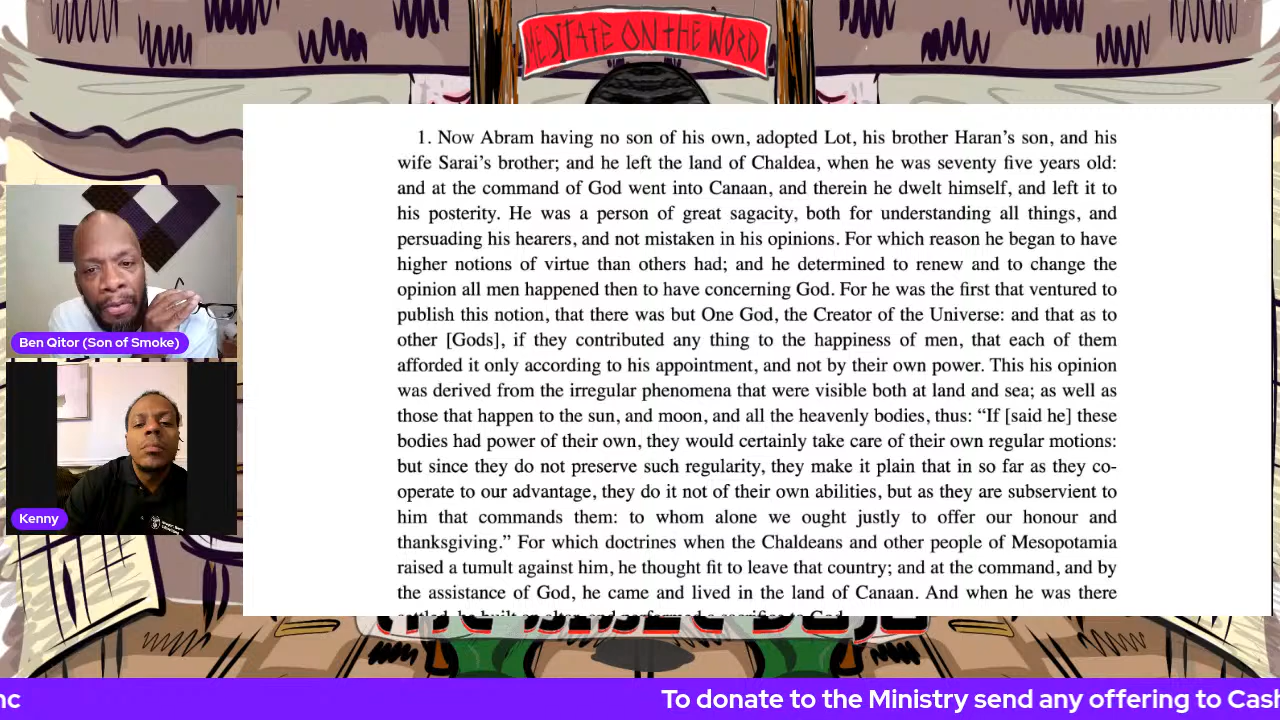 MEDITATE ON THE WORD
1. Now Abram having no son of his own, adopted Lot, his brother Haran's son, and his
wife Sarai's brother; and he left the land of Chaldea, when he was seventy five years old:
and at the command of God went into Canaan, and therein he dwelt himself, and left it to
his posterity. He was a person of great sagacity, both for understanding all things, and
persuading his hearers, and not mistaken in his opinions. For which reason he began to have
higher notions of virtue than others had; and he determined to renew and to change the
opinion all men happened then to have concerning God. For he was the first that ventured to
publish this notion, that there was but One God, the Creator of the Universe: and that as to
other [Gods], if they contributed any thing to the happiness of men, that each of them
afforded it only according to his appointment, and not by their own power. This his opinion
was derived from the irregular phenomena that were visible both at land and sea; as well as
those that happen to the sun, and moon, and all the heavenly bodies, thus: “If [said he] these
bodies had power of their own, they would certainly take care of their own regular motions:
but since they do not preserve such regularity, they make it plain that in so far as they co-
operate to our advantage, they do it not of their own abilities, but as they are subservient to
him that commands them: to whom alone we ought justly to offer our honour and
thanksgiving.” For which doctrines when the Chaldeans and other people of Mesopotamia
raised a tumult against him, he thought fit to leave that country; and at the command, and by
the assistance of God, he came and lived in the land of Canaan. And when he was there
Ben Qitor (Son of Smoke)
Kenny
nc
To donate to the Ministry send any offering to Cash